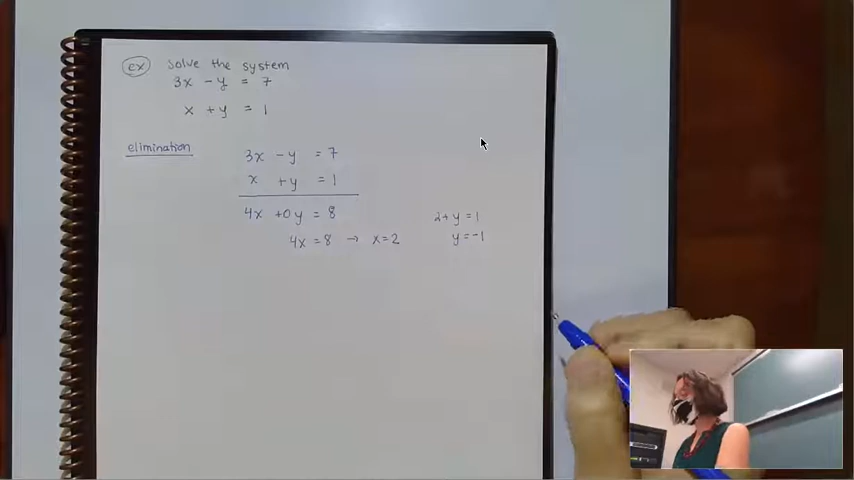 ex solve the system
3x - y = 7
x + y = 1
elimination
3x - y = 7
x + y = 1
4x + 0y = 8
4x = 8 → x = 2
2 + y = 1
y = -1